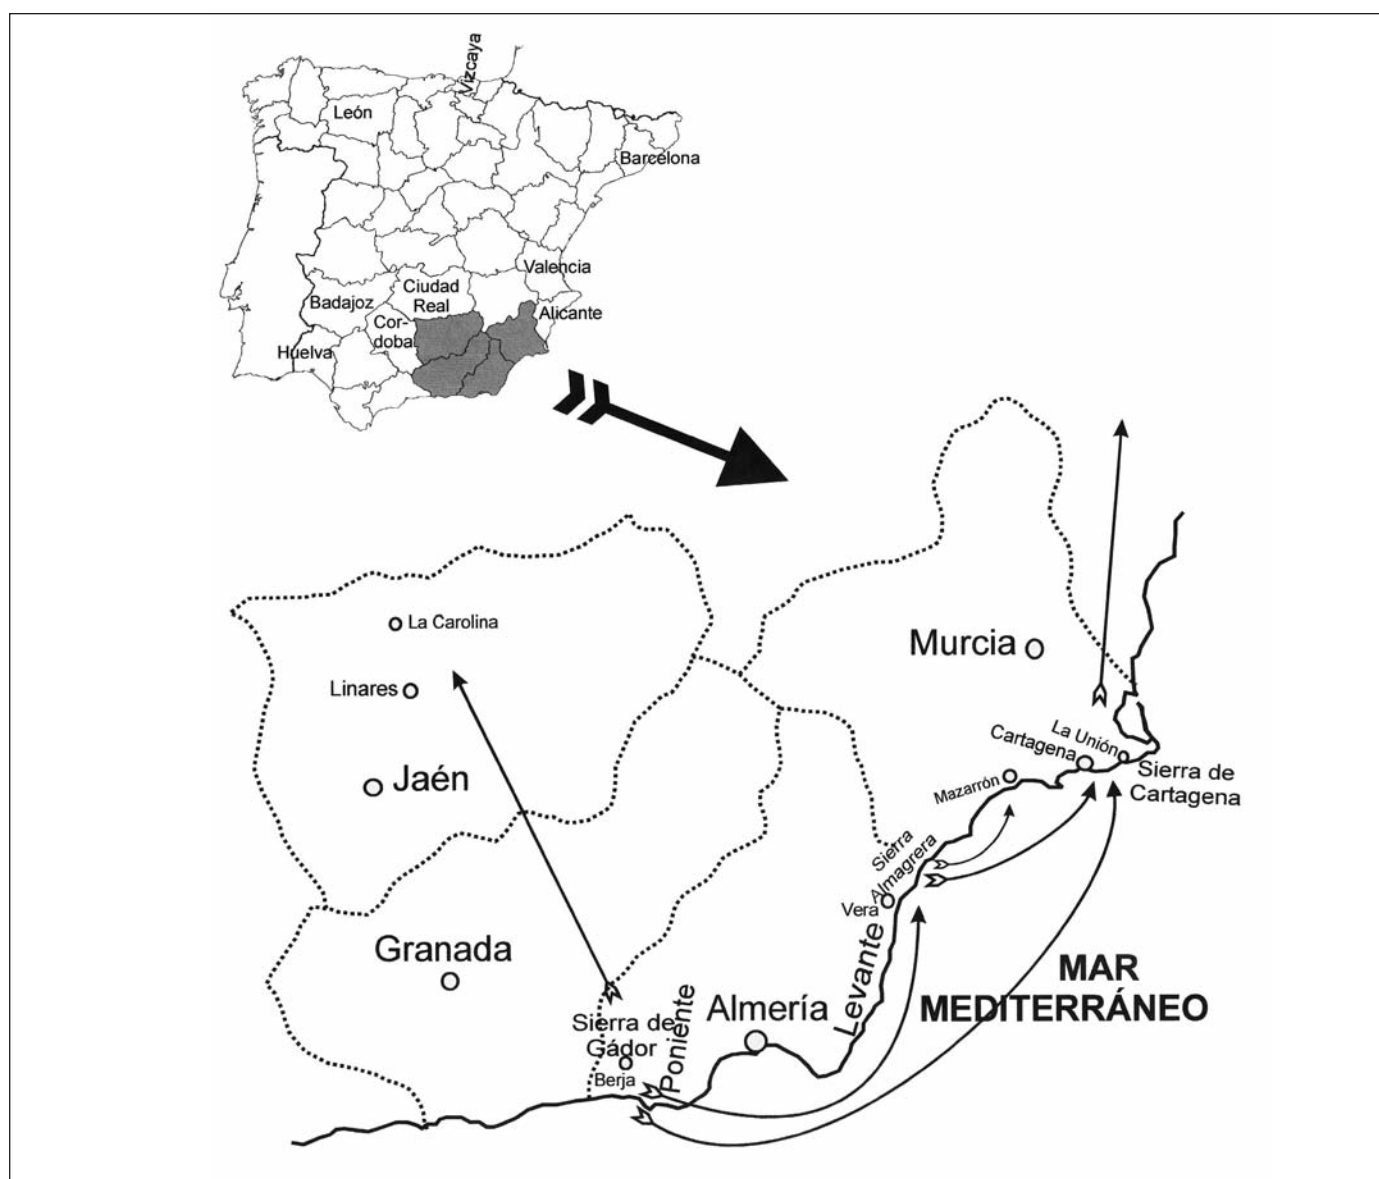 Vizcaya
León
Barcelona
Valencia
Ciudad
Real
Badajoz
Alicante
Cor-
doba
Huelva
La Carolina
Murcia
Linares
La Unión
Cartagena
Sierra de
Cartagena
Jaén
Mazarrón
Sierra
Almagrera
Vera
Granada
Levante
MAR
MEDITERRÁNEO
Almería
Sierra de
Gádor
Poniente
Berja